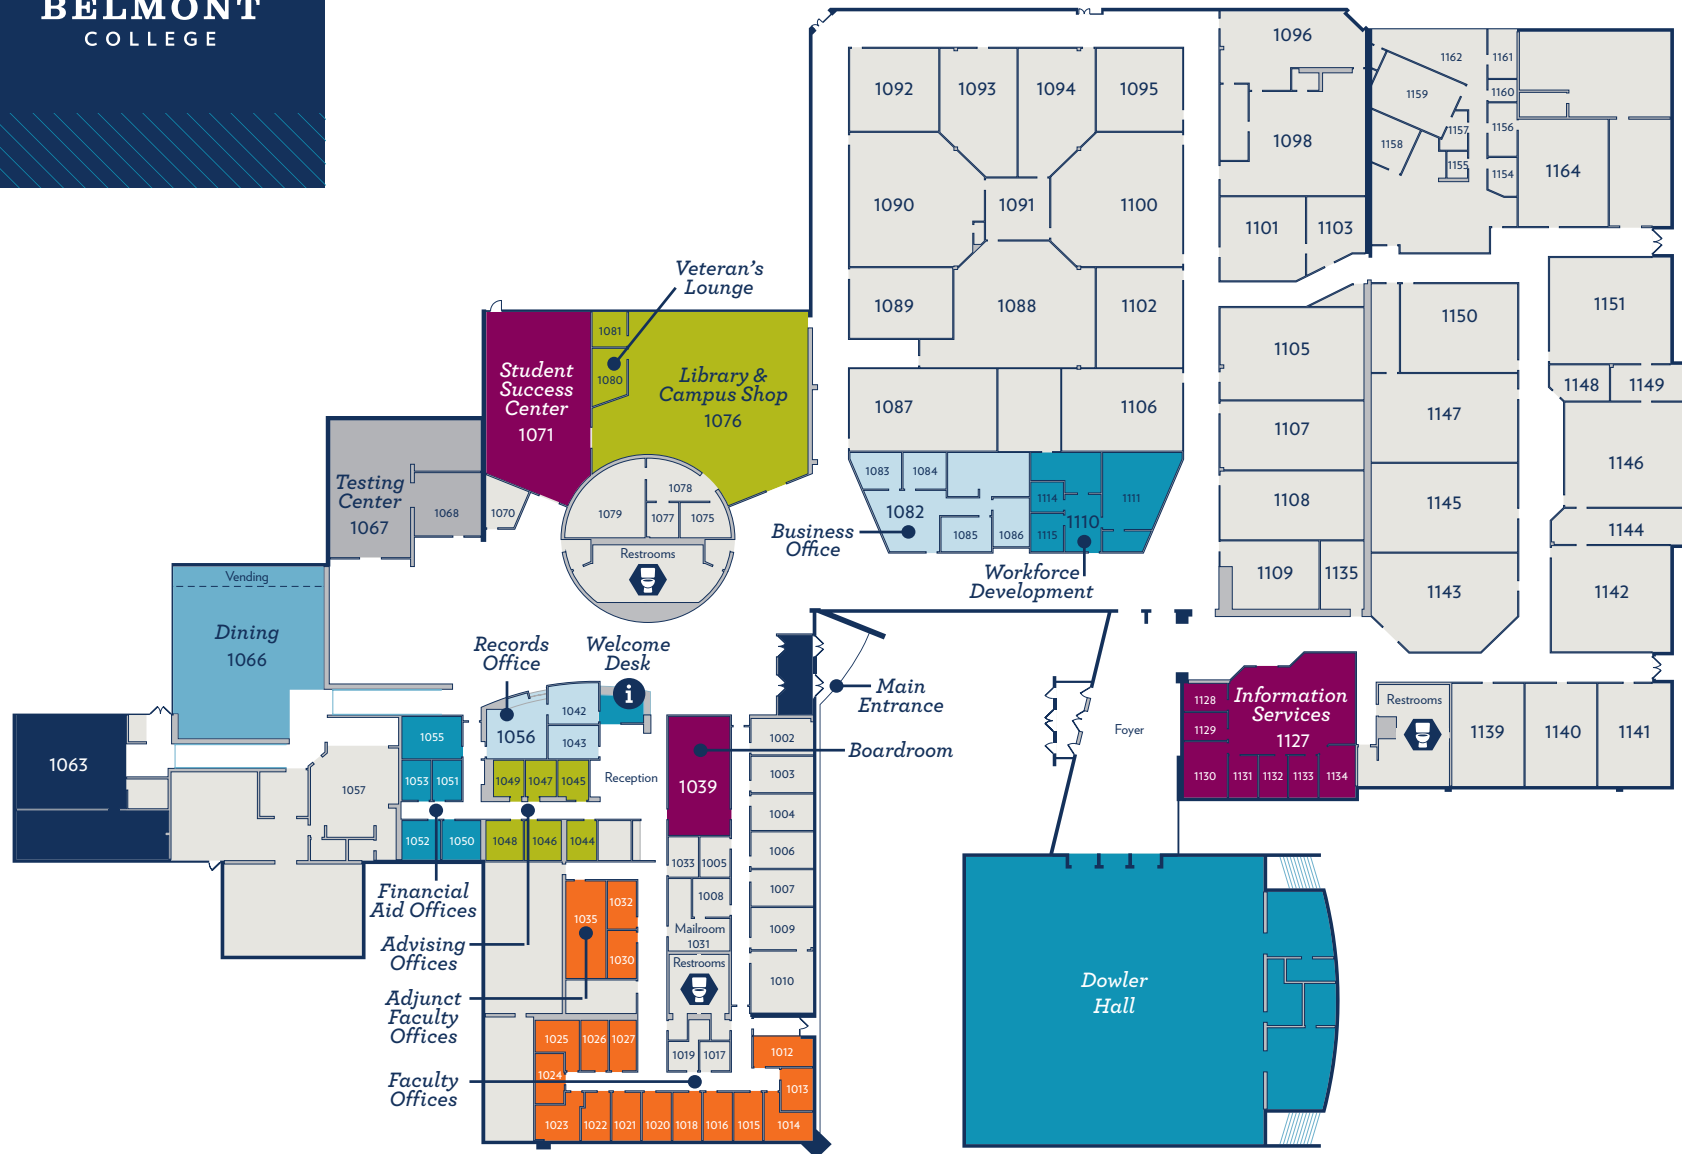 BELMONT
COLLEGE
1096
1092
1093
1094
1095
1098
1162
1161
1159
1160
1157
1156
1158
1155
1154
1164
1090
1091
1100
1101
1103
Veteran's
Lounge
1089
1088
1102
1105
1150
1151
1081
1080
Student
Success
Center
1071
Library &
Campus Shop
1076
1148
1149
1087
1106
1107
1147
1146
Testing
Center
1067
1068
1070
1078
1079
1077
1075
Restrooms
1083
1084
1082
1085
1086
1114
1110
1111
1115
Business
Office
Workforce
Development
1108
1145
1144
1109
1135
1143
1142
Vending
Dining
1066
Records
Office
Welcome
Desk
i
1042
1056
1043
Main
Entrance
Boardroom
Foyer
1128
1129
Information
Services
1127
1130
1131
1132
1133
1134
Restrooms
1139
1140
1141
1063
1057
1055
1053
1051
1049
1047
1045
Reception
1039
1002
1003
1004
1006
1007
1009
1010
1052
1050
1048
1046
1044
Financial
Aid Offices
1033
1005
1008
Mailroom
1031
Restrooms
1035
1032
1030
Advising
Offices
Adjunct
Faculty
Offices
Dowler
Hall
1025
1026
1027
1024
1019
1017
1012
1013
Faculty
Offices
1023
1022
1021
1020
1018
1016
1015
1014